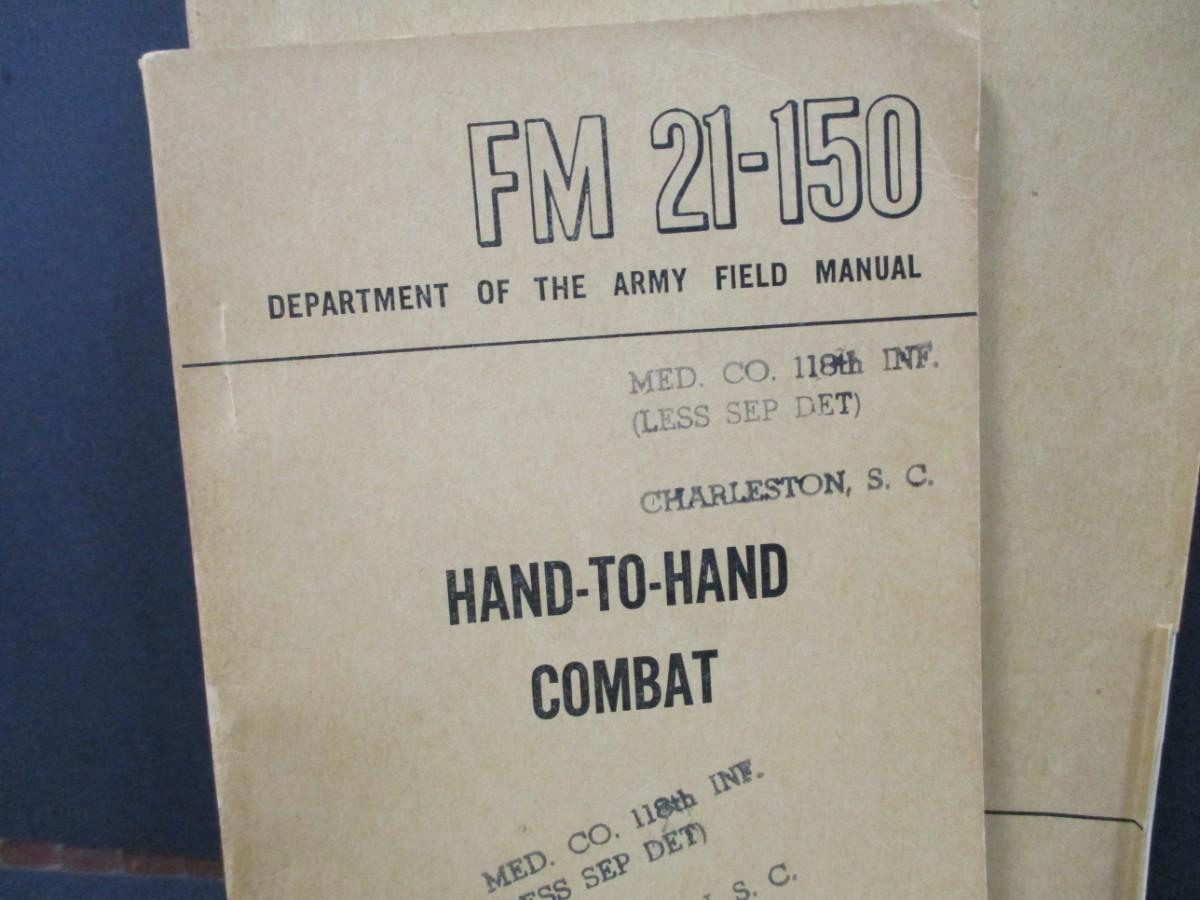 FM 21-150
DEPARTMENT OF THE ARMY FIELD MANUAL
MED. CO. 118th INF.
(LESS SEP DET)
CHARLESTON, S. C.
HAND-TO-HAND
COMBAT
MED. CO. 118th INF.
ESS SEP DET)
S. C.